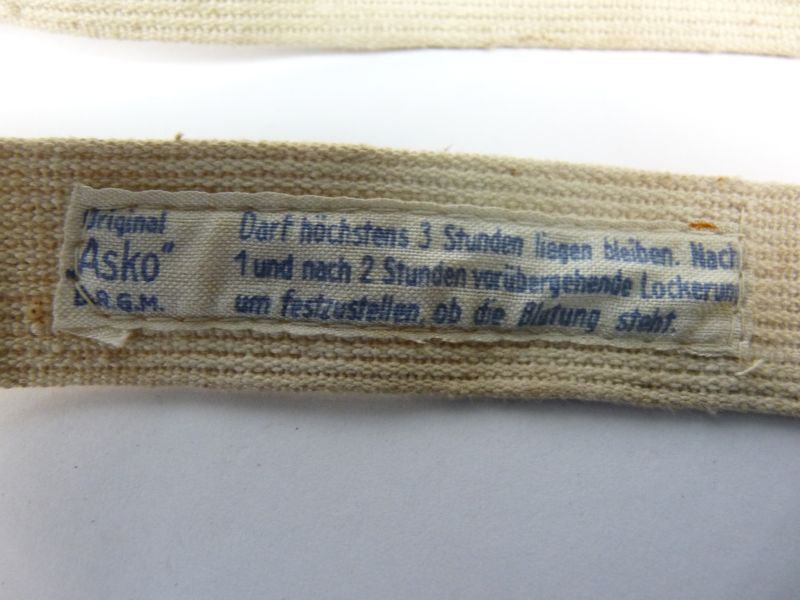 Original
„Asko“
D.R.G.M.
Darf höchstens 3 Stunden liegen bleiben. Nach
1 und nach 2 Stunden vorübergehende Lockerun
um festzustellen, ob die Blutung steht.